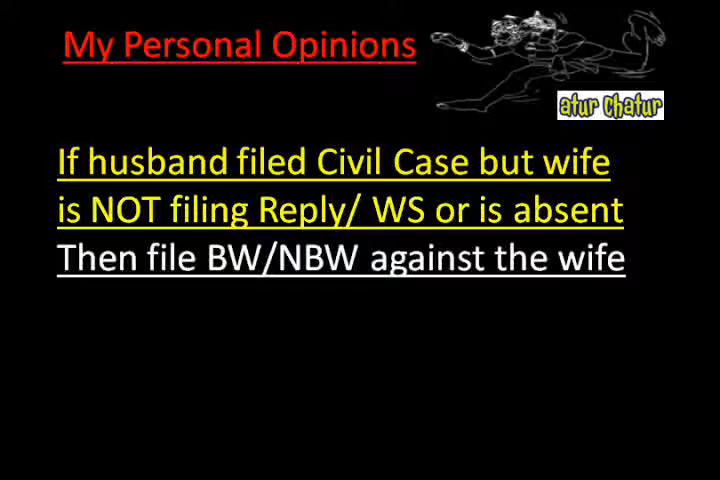 My Personal Opinions
atur chatur
If husband filed Civil Case but wife
is NOT filing Reply/ WS or is absent
Then file BW/NBW against the wife